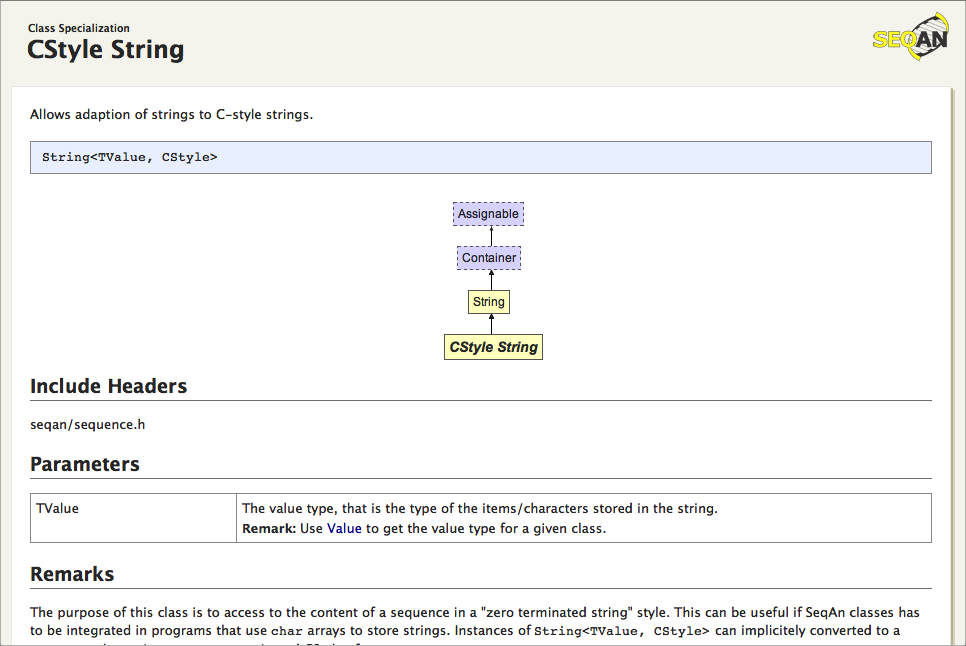 Class Specialization
CStyle String
SEQAN
Allows adaption of strings to C-style strings.
String<TValue, CStyle>
Assignable
Container
String
CStyle String
Include Headers
seqan/sequence.h
Parameters
TValue
The value type, that is the type of the items/characters stored in the string.
Remark: Use Value to get the value type for a given class.
Remarks
The purpose of this class is to access to the content of a sequence in a "zero terminated string" style. This can be useful if SeqAn classes has
to be integrated in programs that use char arrays to store strings. Instances of String<TValue, CStyle> can implicitly converted to a